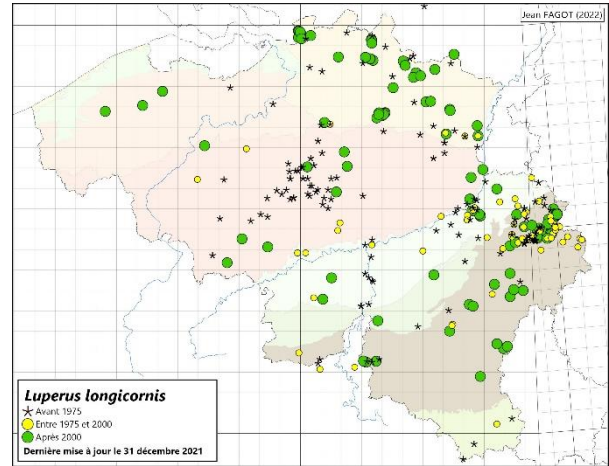 Jean FAGOT (2022)
Luperus longicornis
Avant 1975
Entre 1975 et 2000
Après 2000
Dernière mise à jour le 31 décembre 2021